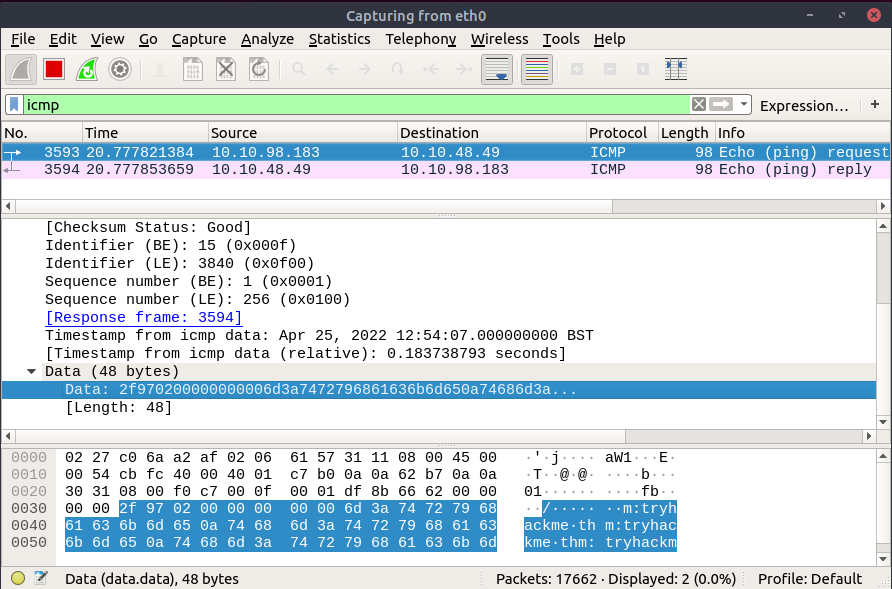 Capturing from eth0
File Edit View Go Capture Analyze Statistics Telephony Wireless Tools Help
icmp Expression… +
No. Time Source Destination Protocol Length Info
3593 20.777821384 10.10.98.183 10.10.48.49 ICMP 98 Echo (ping) request
3594 20.777853659 10.10.48.49 10.10.98.183 ICMP 98 Echo (ping) reply
[Checksum Status: Good]
Identifier (BE): 15 (0x000f)
Identifier (LE): 3840 (0x0f00)
Sequence number (BE): 1 (0x0001)
Sequence number (LE): 256 (0x0100)
[Response frame: 3594]
Timestamp from icmp data: Apr 25, 2022 12:54:07.000000000 BST
[Timestamp from icmp data (relative): 0.183738793 seconds]
Data (48 bytes)
Data: 2f970200000000006d3a7472796861636b6d650a74686d3a...
[Length: 48]
0000 02 27 c0 6a a2 af 02 06 61 57 31 11 08 00 45 00 ·'·j···· aW1···E·
0010 00 54 cb fc 40 00 40 01 c7 b0 0a 0a 62 b7 0a 0a ·T··@·@· ····b···
0020 30 31 08 00 f0 c7 00 0f 00 01 df 8b 66 62 00 00 01······ ····fb··
0030 00 00 2f 97 02 00 00 00 00 00 6d 3a 74 72 79 68 ··/····· ··m:tryh
0040 61 63 6b 6d 65 0a 74 68 6d 3a 74 72 79 68 61 63 ackme·th m:tryhac
0050 6b 6d 65 0a 74 68 6d 3a 74 72 79 68 61 63 6b 6d kme·thm: tryhackm
Data (data.data), 48 bytes Packets: 17662 · Displayed: 2 (0.0%) Profile: Default